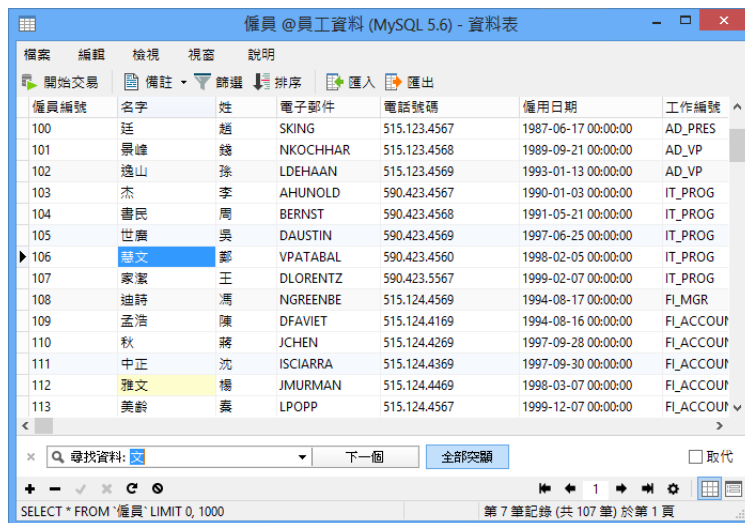 僱員 @員工資料 (MySQL 5.6) - 資料表
檔案 編輯 檢視 視窗 說明
開始交易 備註 篩選 排序 匯入 匯出
僱員編號 名字 姓 電子郵件 電話號碼 僱用日期 工作編號
100 廷 趙 SKING 515.123.4567 1987-06-17 00:00:00 AD_PRES
101 景峰 錢 NKOCHHAR 515.123.4568 1989-09-21 00:00:00 AD_VP
102 逸山 孫 LDEHAAN 515.123.4569 1993-01-13 00:00:00 AD_VP
103 杰 李 AHUNOLD 590.423.4567 1990-01-03 00:00:00 IT_PROG
104 書民 周 BERNST 590.423.4568 1991-05-21 00:00:00 IT_PROG
105 世廣 吳 DAUSTIN 590.423.4569 1997-06-25 00:00:00 IT_PROG
106 慧文 鄭 VPATABAL 590.423.4560 1998-02-05 00:00:00 IT_PROG
107 家潔 王 DLORENTZ 590.423.5567 1999-02-07 00:00:00 IT_PROG
108 迪詩 馮 NGREENBE 515.124.4569 1994-08-17 00:00:00 FI_MGR
109 孟浩 陳 DFAVIET 515.124.4169 1994-08-16 00:00:00 FI_ACCOUN
110 秋 蔣 JCHEN 515.124.4269 1997-09-28 00:00:00 FI_ACCOUN
111 中正 沈 ISCIARRA 515.124.4369 1997-09-30 00:00:00 FI_ACCOUN
112 雅文 楊 JMURMAN 515.124.4469 1998-03-07 00:00:00 FI_ACCOUN
113 美齡 秦 LPOPP 515.124.4567 1999-12-07 00:00:00 FI_ACCOUN
尋找資料: 文 下一個 全部突顯 取代
1
SELECT * FROM `僱員` LIMIT 0, 1000 第 7 筆記錄 (共 107 筆) 於第 1 頁